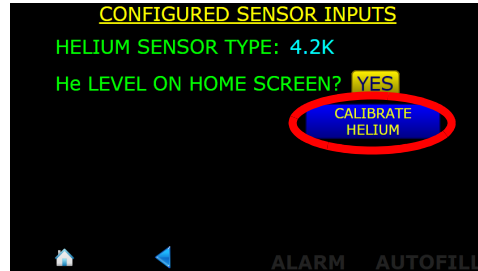 CONFIGURED SENSOR INPUTS
HELIUM SENSOR TYPE: 4.2K
He LEVEL ON HOME SCREEN? YES
CALIBRATE
HELIUM
ALARM AUTOFILL